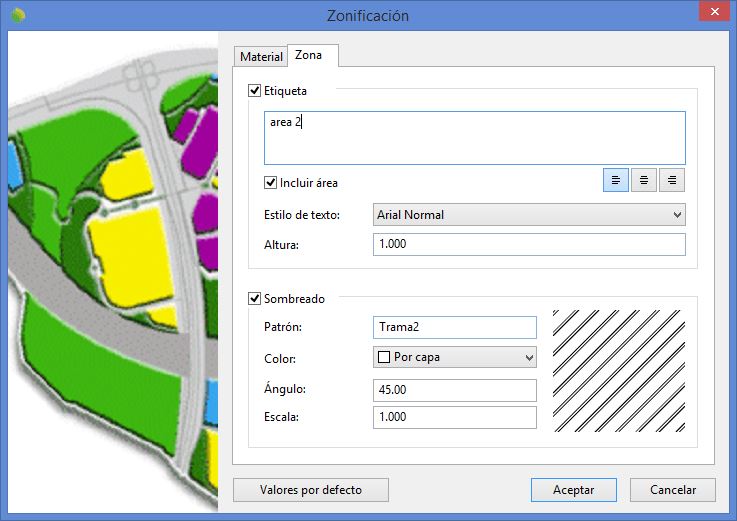 Zonificación
Material Zona
Etiqueta
area 2
Incluir área
Estilo de texto: Arial Normal
Altura: 1.000
Sombreado
Patrón: Trama2
Color: Por capa
Ángulo: 45.00
Escala: 1.000
Valores por defecto Aceptar Cancelar